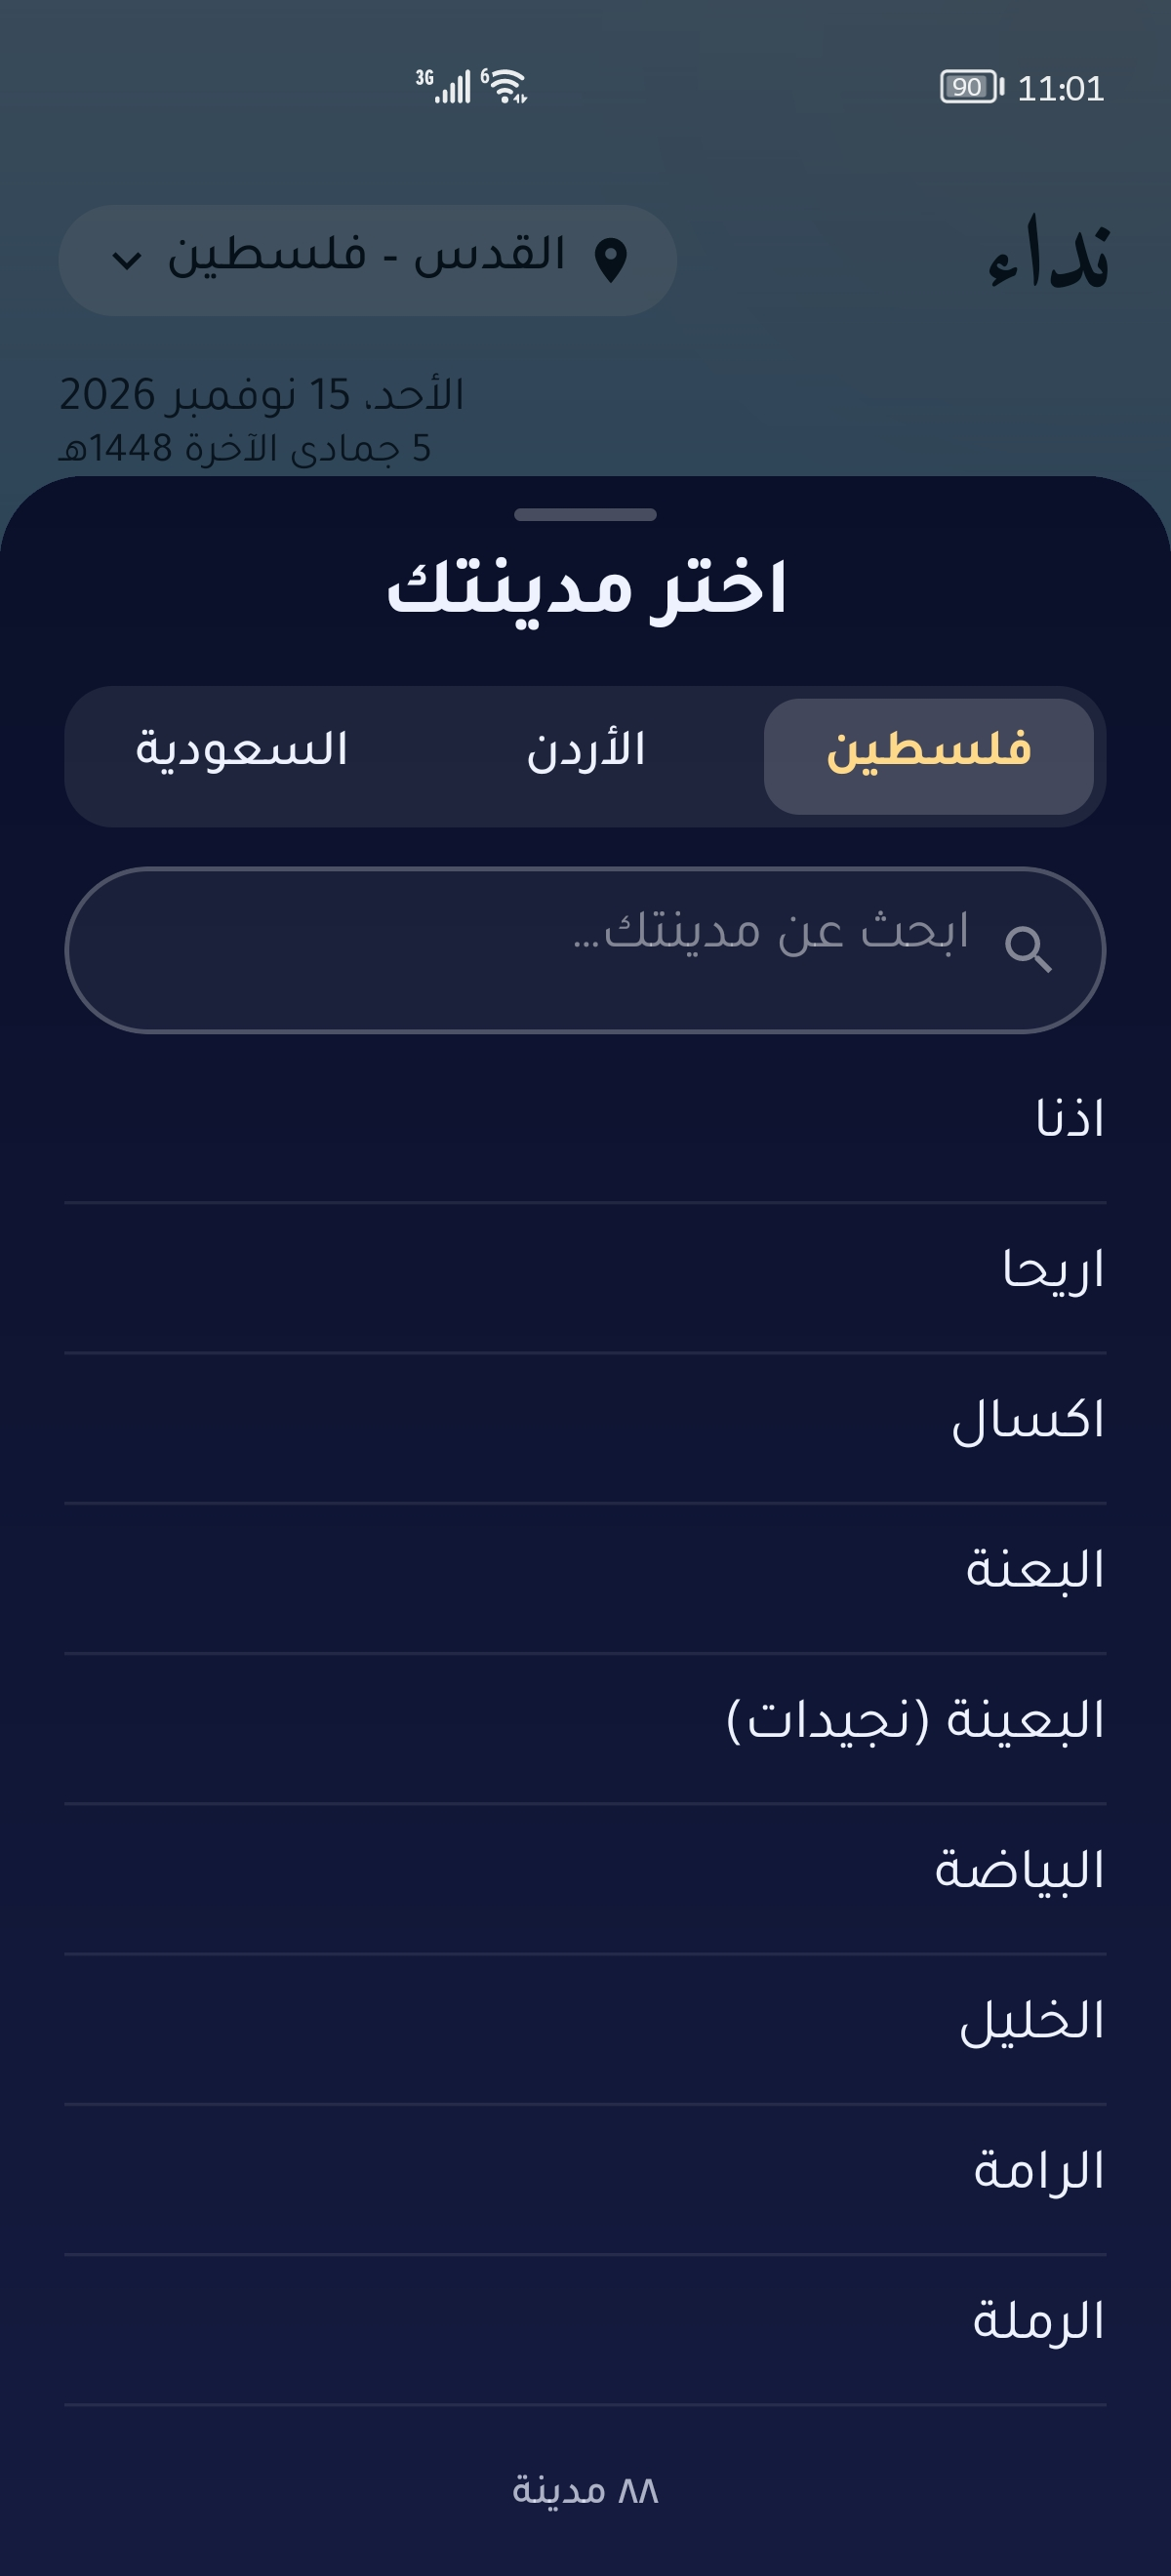 11:01 90 3G 6
نداء
القدس - فلسطين
الأحد، 15 نوفمبر 2026
5 جمادى الآخرة 1448هـ
اختر مدينتك
فلسطين الأردن السعودية
ابحث عن مدينتك...
اذنا
اريحا
اكسال
البعنة
البعينة (نجيدات)
البياضة
الخليل
الرامة
الرملة
٨٨ مدينة